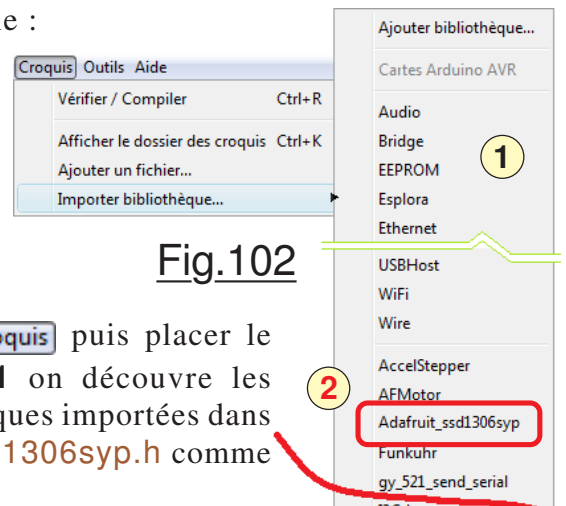 e :
Croquis Outils Aide
Vérifier / Compiler Ctrl+R
Afficher le dossier des croquis Ctrl+K
Ajouter un fichier...
Importer bibliothèque...
Fig.102
Ajouter bibliothèque...
Cartes Arduino AVR
Audio
Bridge
EEPROM
Esplora
Ethernet
1
USBHost
WiFi
Wire
AccelStepper
AFMotor
2
Adafruit_ssd1306syp
Funkuhr
gy_521_send_serial
oquis puis placer le
1 on découvre les
ques importées dans
1306syp.h comme